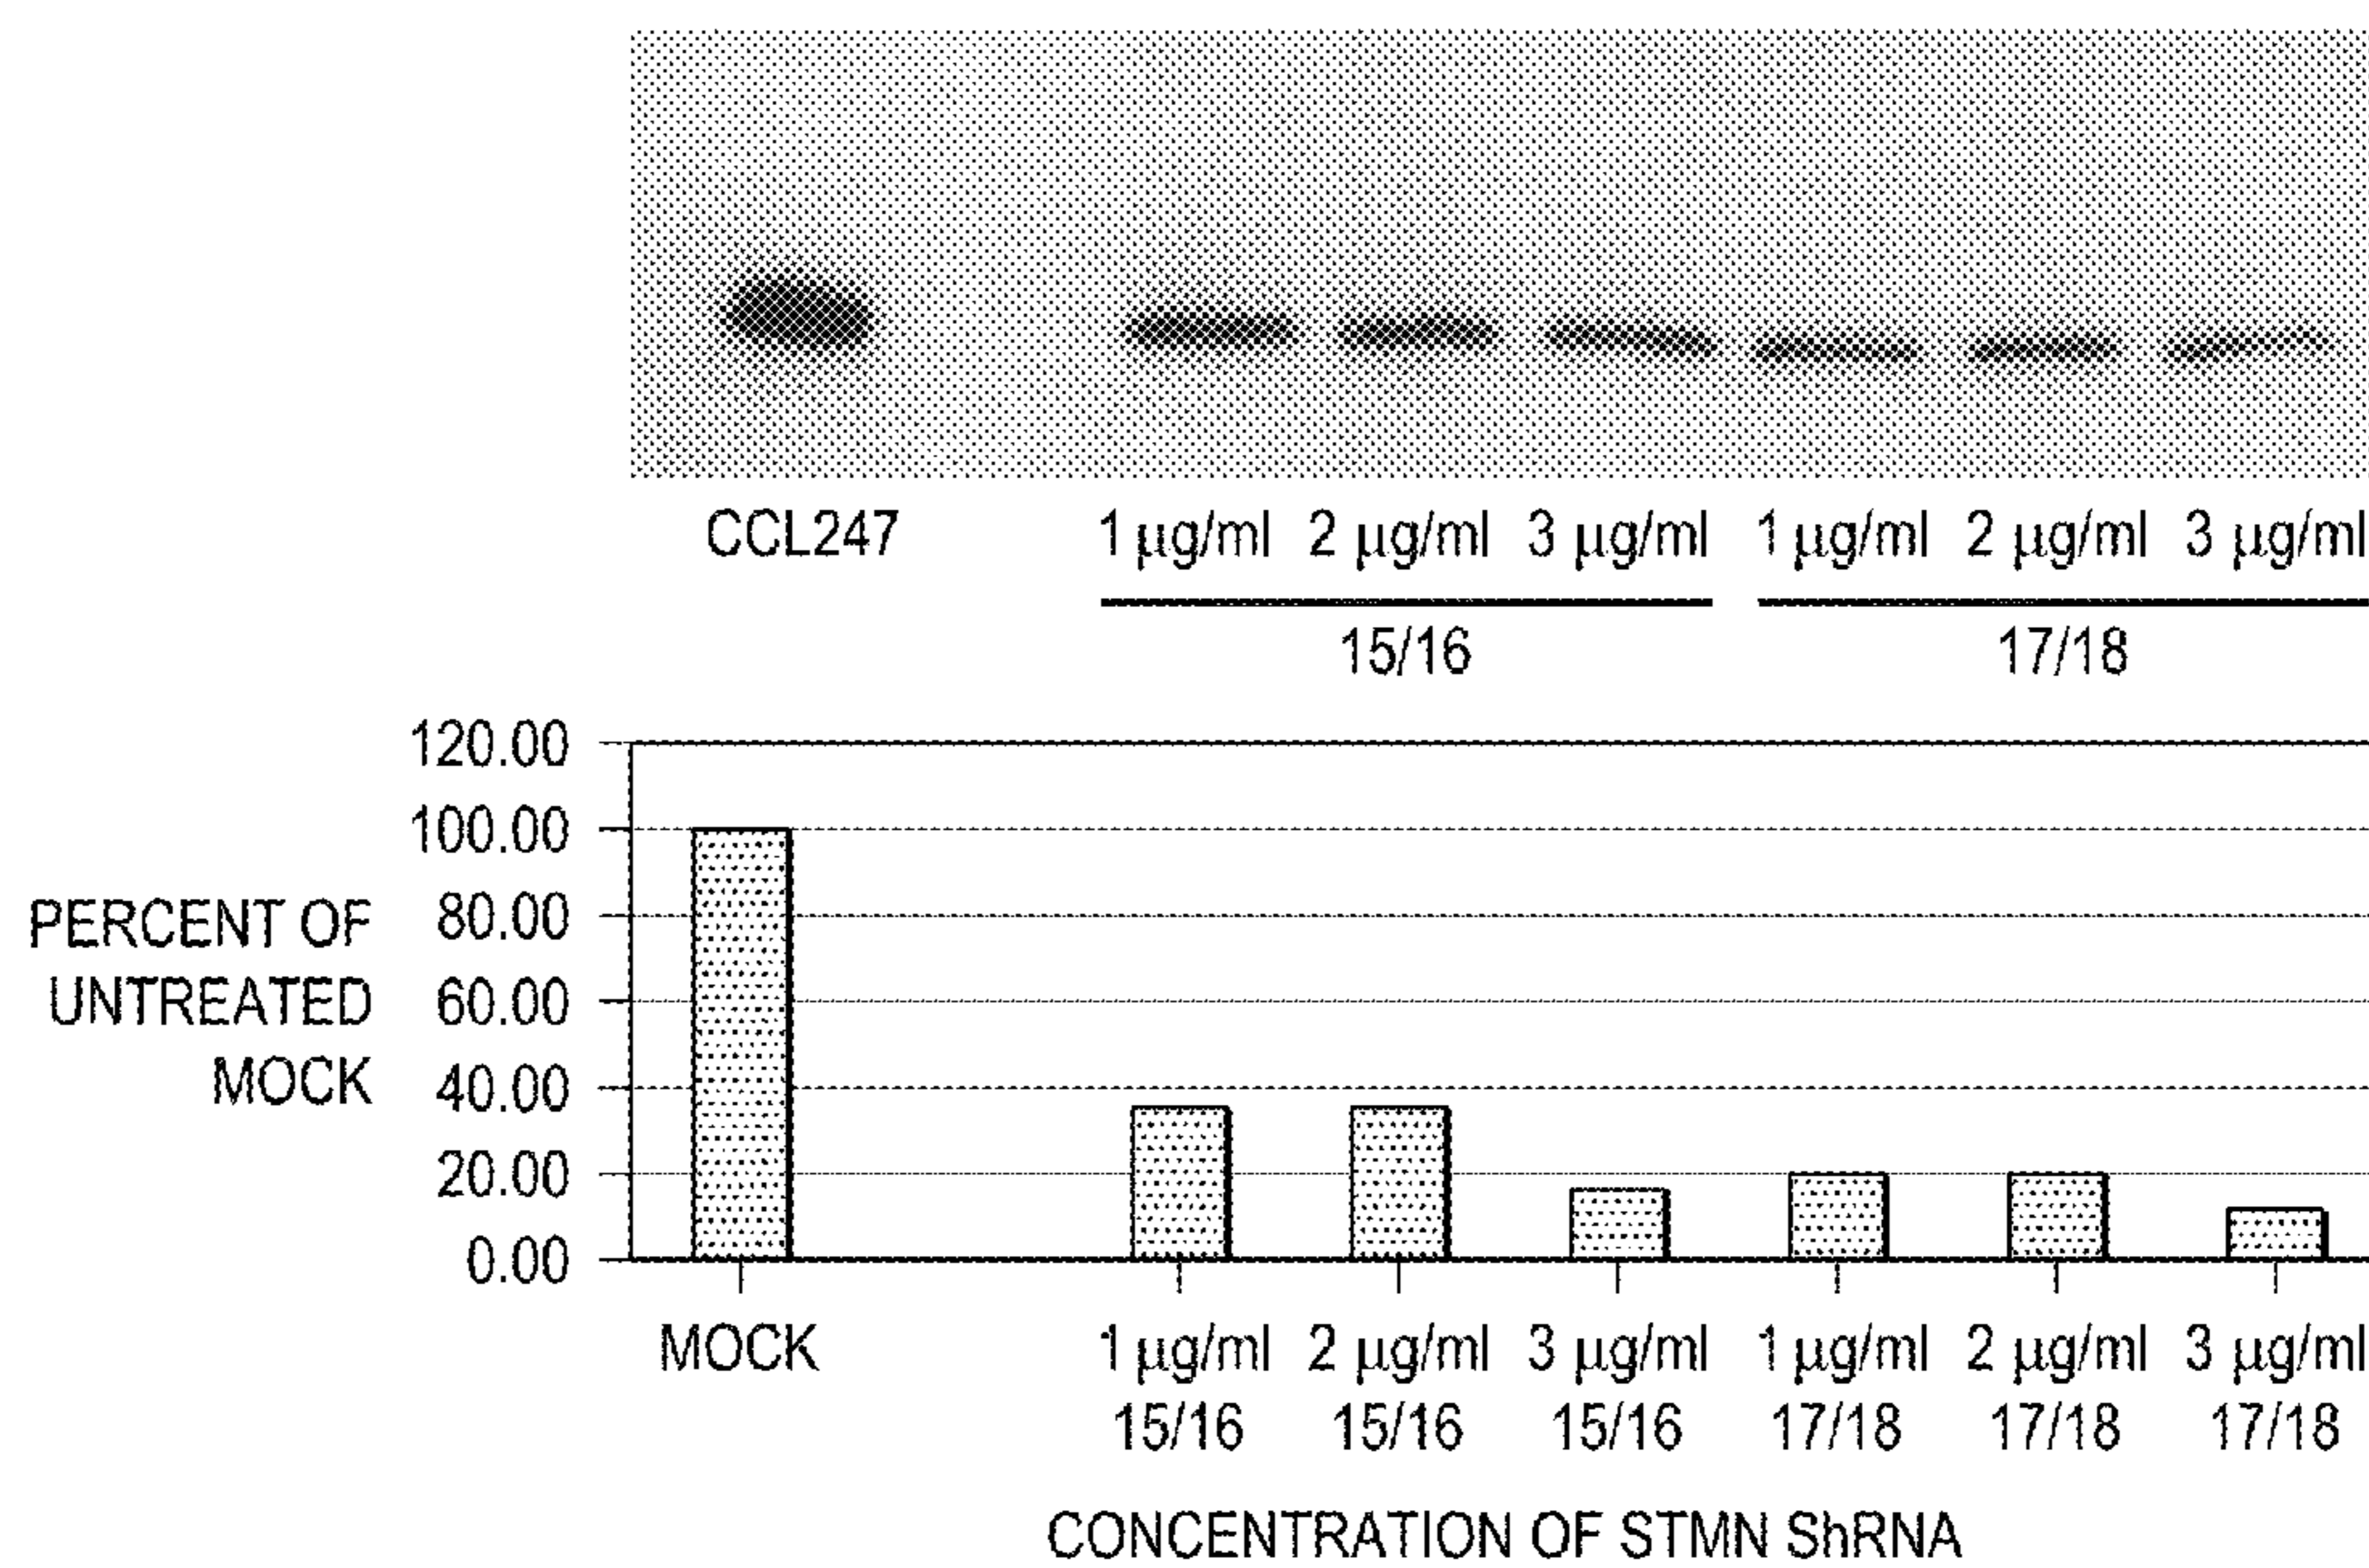 CCL247 1 µg/ml 2 µg/ml 3 µg/ml 1 µg/ml 2 µg/ml 3 µg/ml
15/16 17/18
120.00
100.00
80.00
60.00
40.00
20.00
0.00
PERCENT OF
UNTREATED
MOCK
MOCK 1 µg/ml 2 µg/ml 3 µg/ml 1 µg/ml 2 µg/ml 3 µg/ml
15/16 15/16 15/16 17/18 17/18 17/18
CONCENTRATION OF STMN ShRNA